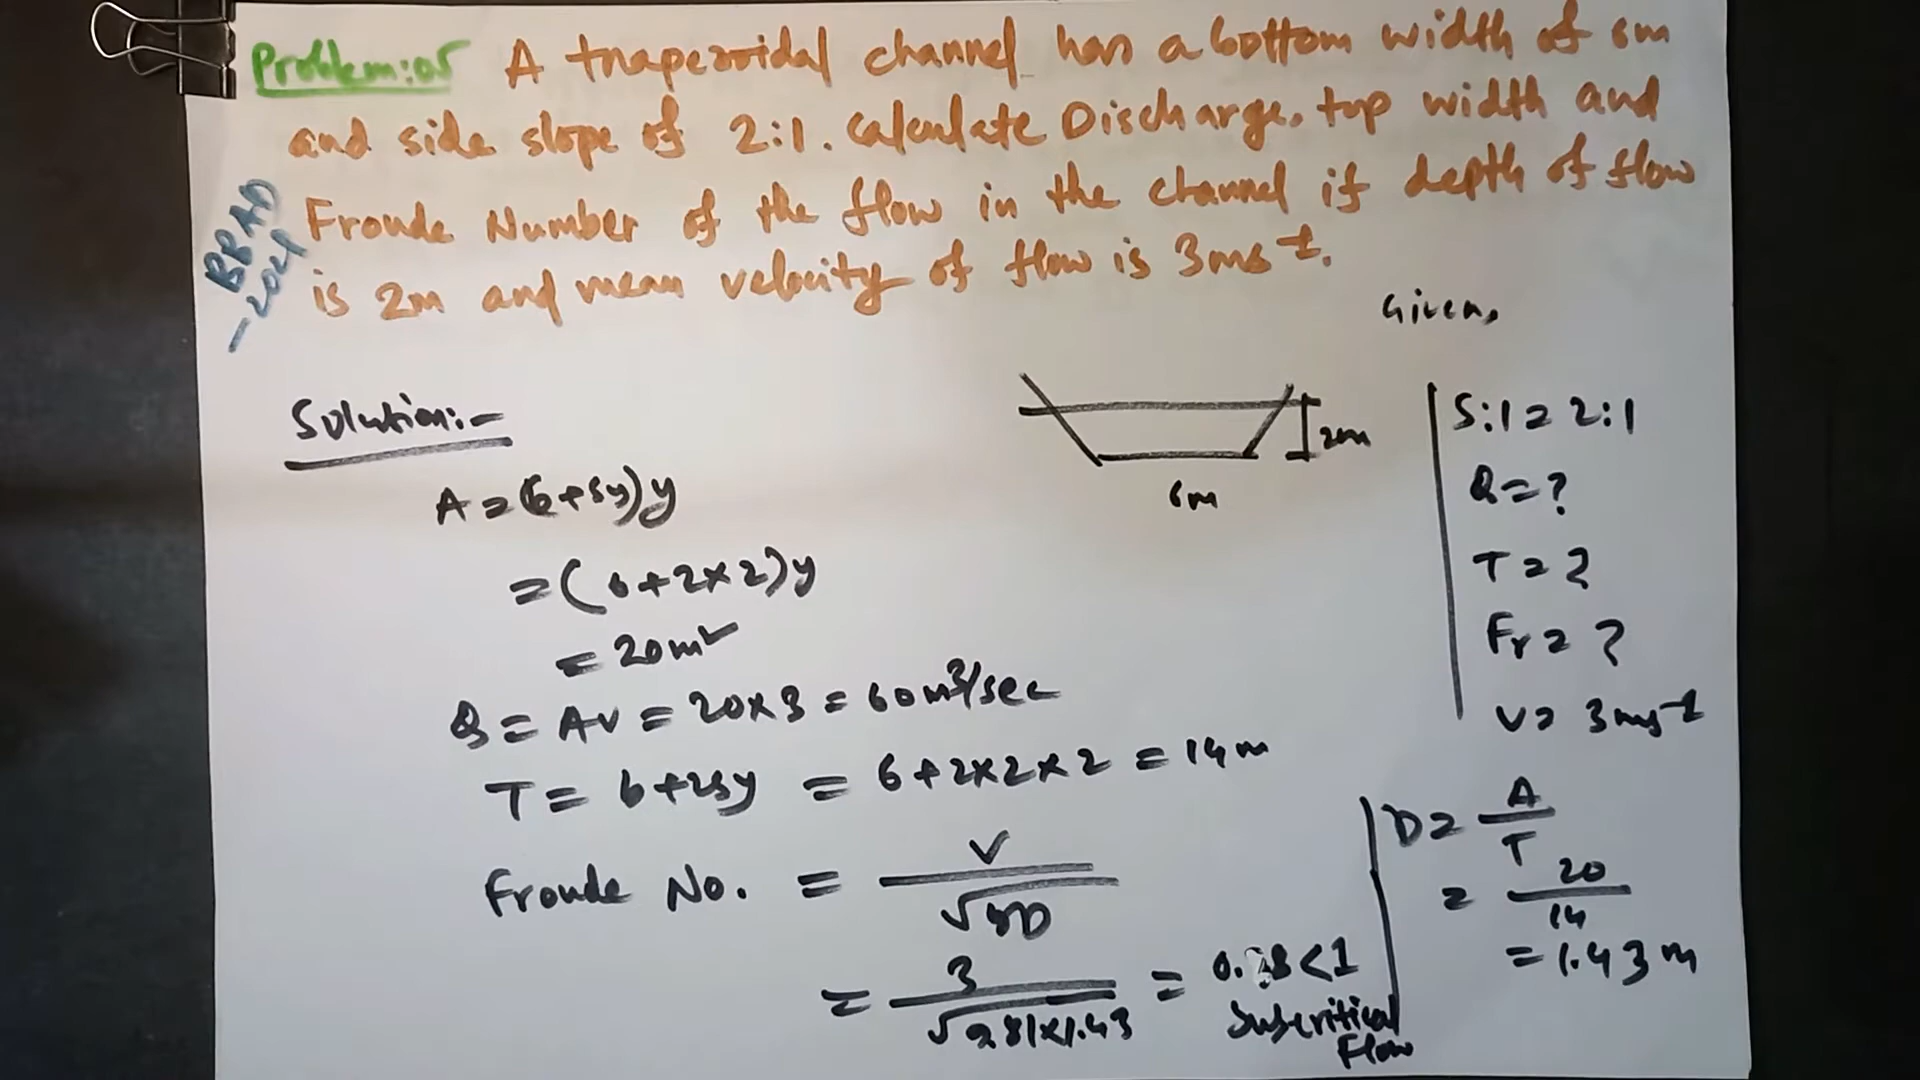 Problem:05 A trapezoidal channel has a bottom width of 6m
and side slope of 2:1. Calculate Discharge, top width and
Froude Number of the flow in the channel if depth of flow
is 2m and mean velocity of flow is 3ms⁻¹.
BBAD
-2021
Given,
Solution:-
2m
6m
S:1 = 2:1
Q = ?
T = ?
Fr = ?
V = 3ms⁻¹
A = (b+sy)y
= (6+2×2)y
= 20m²
Q = AV = 20×3 = 60m³/sec
T = b+2sy = 6+2×2×2 = 14m
Froude No. = V/√gD
= 3/√9.81×1.43 = <1
Subcritical
Flow
D = A/T
= 20/14
= 1.43m